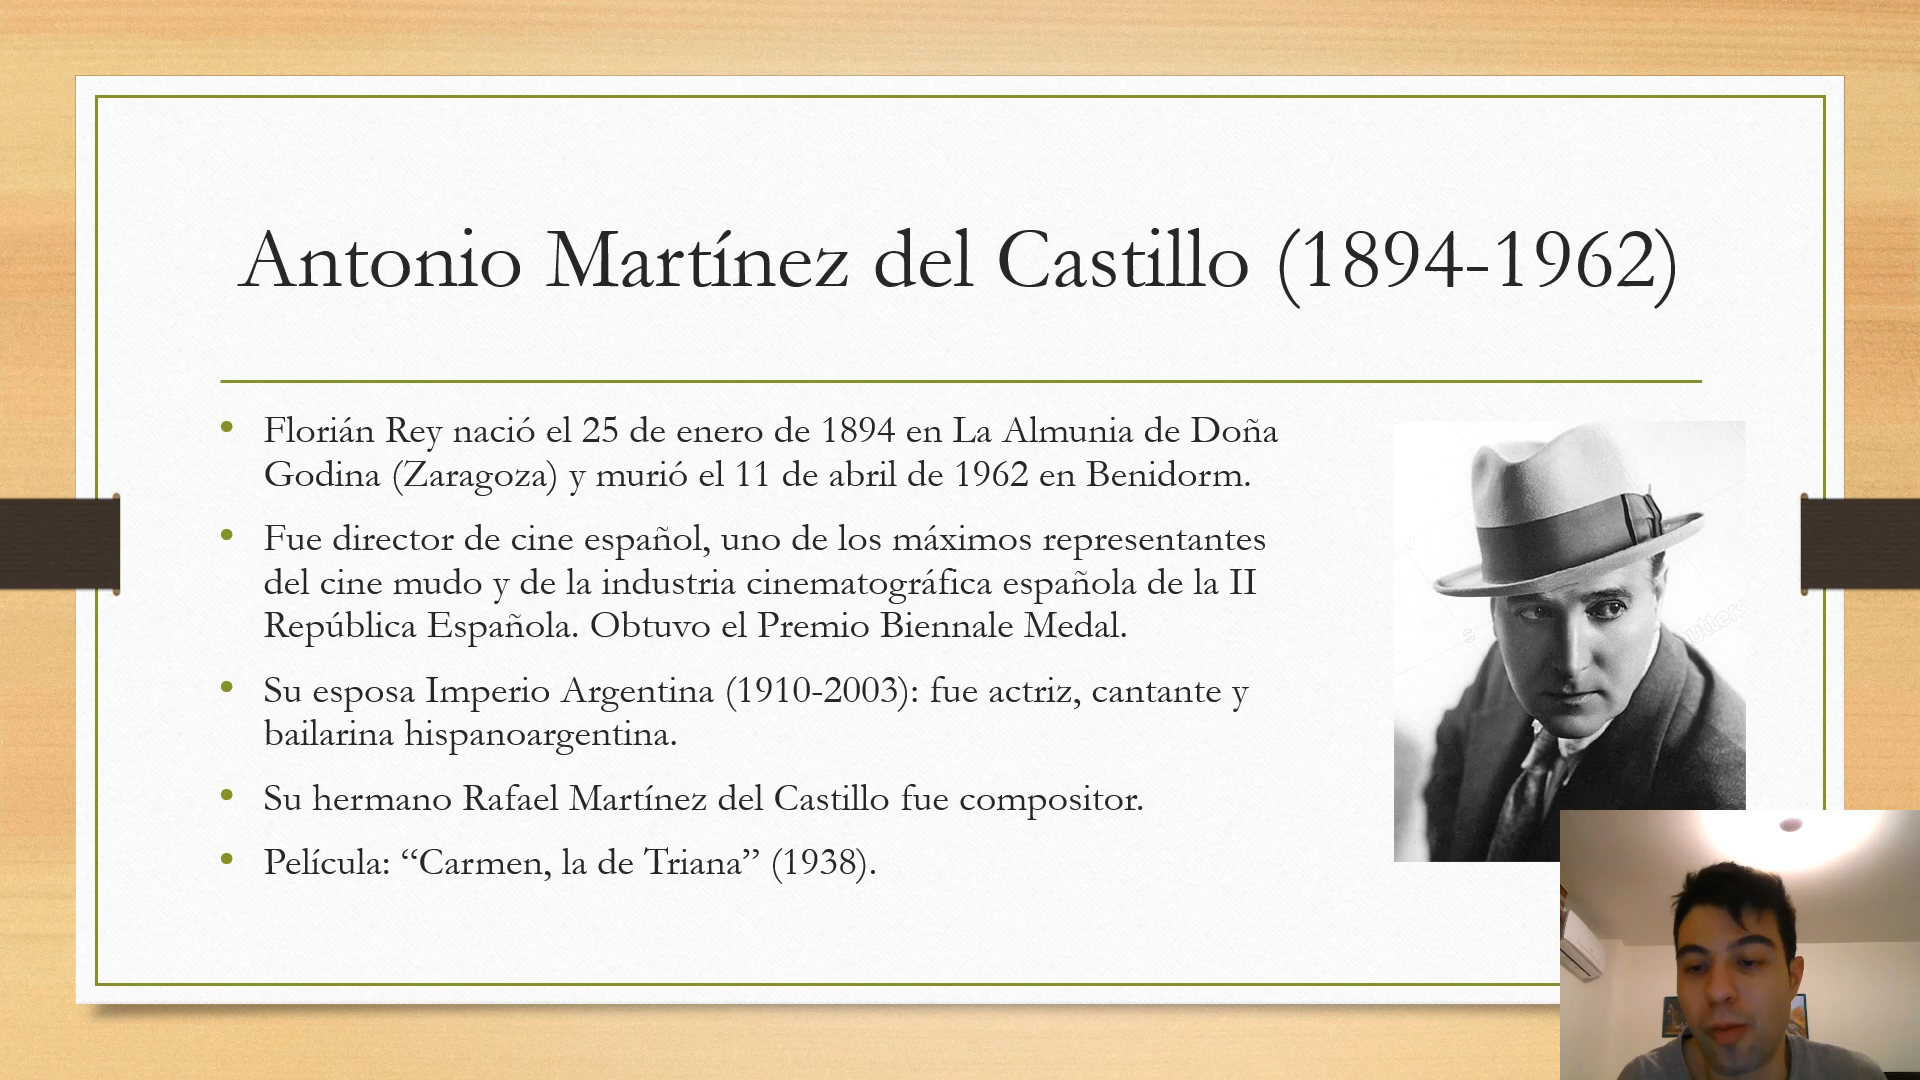 Antonio Martínez del Castillo (1894-1962)
• Florián Rey nació el 25 de enero de 1894 en La Almunia de Doña
Godina (Zaragoza) y murió el 11 de abril de 1962 en Benidorm.
• Fue director de cine español, uno de los máximos representantes
del cine mudo y de la industria cinematográfica española de la II
República Española. Obtuvo el Premio Biennale Medal.
• Su esposa Imperio Argentina (1910-2003): fue actriz, cantante y
bailarina hispanoargentina.
• Su hermano Rafael Martínez del Castillo fue compositor.
• Película: “Carmen, la de Triana” (1938).